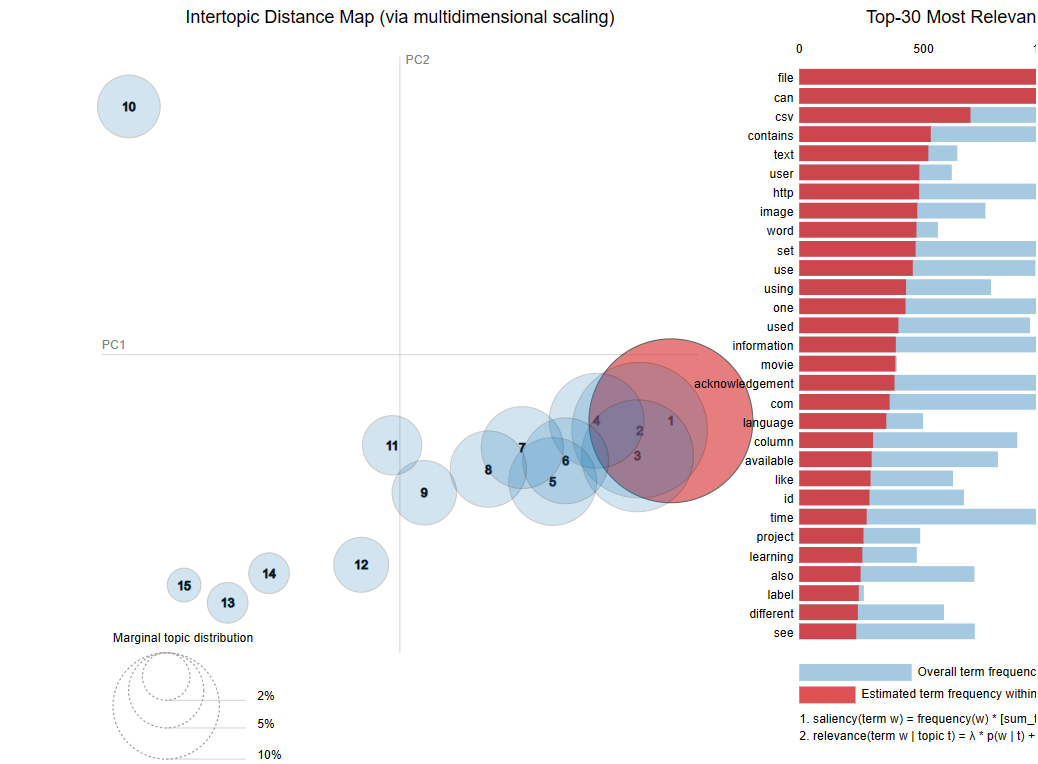 Intertopic Distance Map (via multidimensional scaling)
PC2
PC1
10
11
9
12
15
14
13
8
7
6
5
4
2
1
3
Marginal topic distribution
2%
5%
10%
Top-30 Most Relevan
0
500
1
file
can
csv
contains
text
user
http
image
word
set
use
using
one
used
information
movie
acknowledgement
com
language
column
available
like
id
time
project
learning
also
label
different
see
Overall term frequenc
Estimated term frequency within
1. saliency(term w) = frequency(w) * [sum_t
2. relevance(term w | topic t) = λ * p(w | t) +